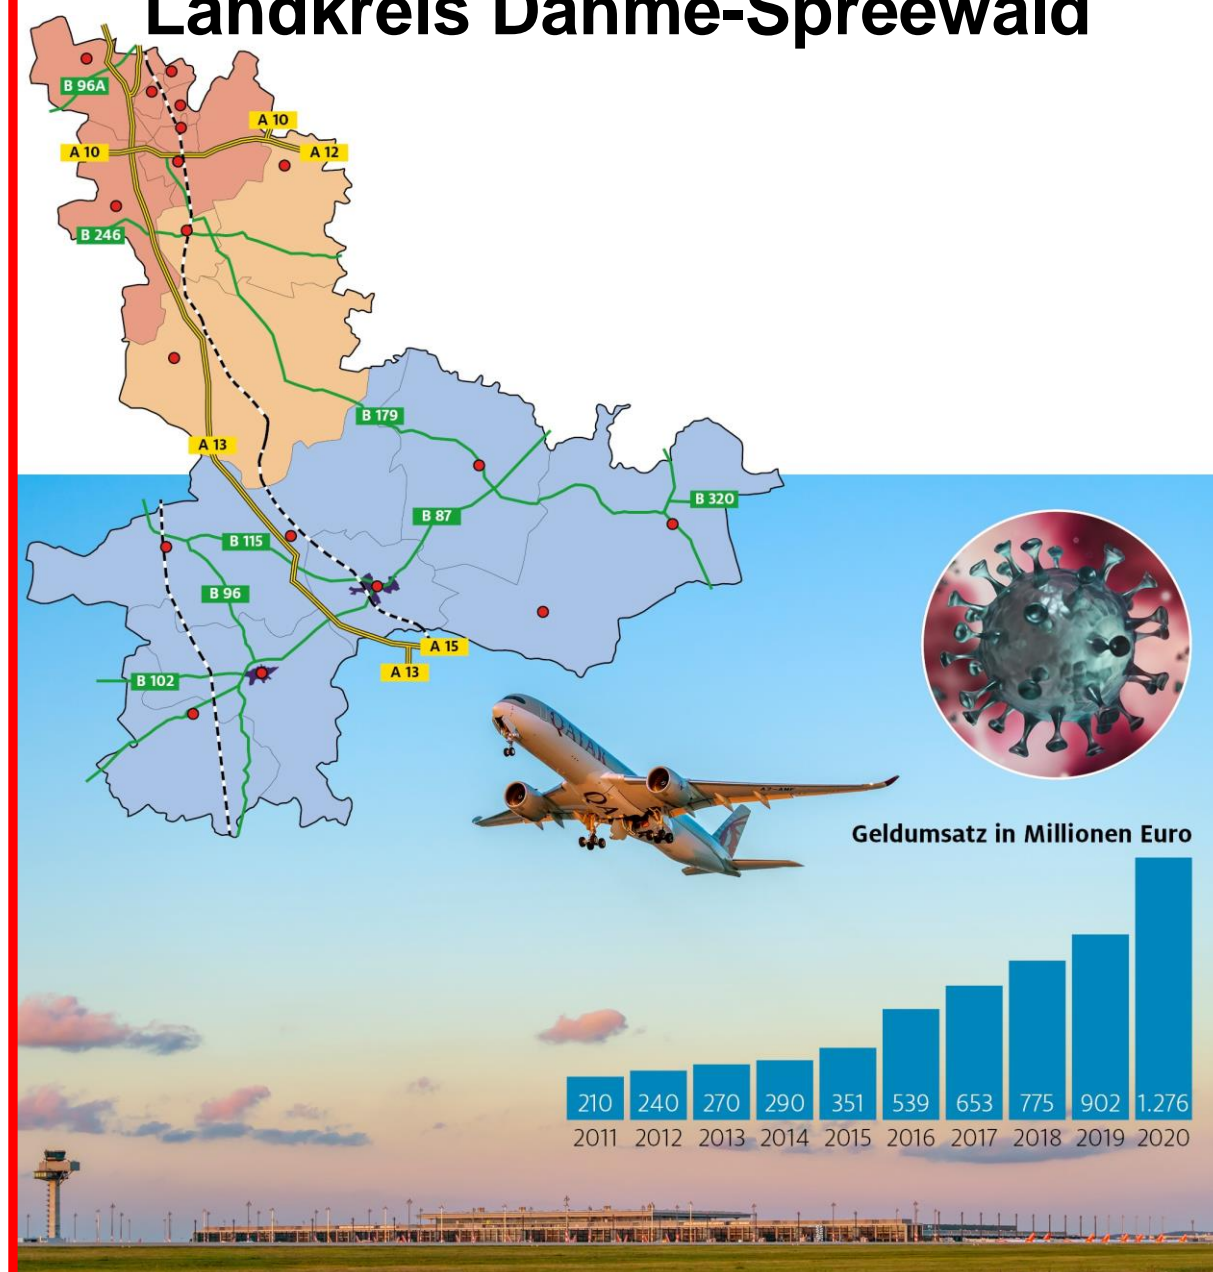 Landkreis Dahme-Spreewald
B 96A
A 10
A 10
A 12
B 246
B 179
A 13
B 320
B 87
B 115
B 96
A 15
A 13
B 102
QATAR
QA
Geldumsatz in Millionen Euro
210 240 270 290 351 539 653 775 902 1.276
2011 2012 2013 2014 2015 2016 2017 2018 2019 2020